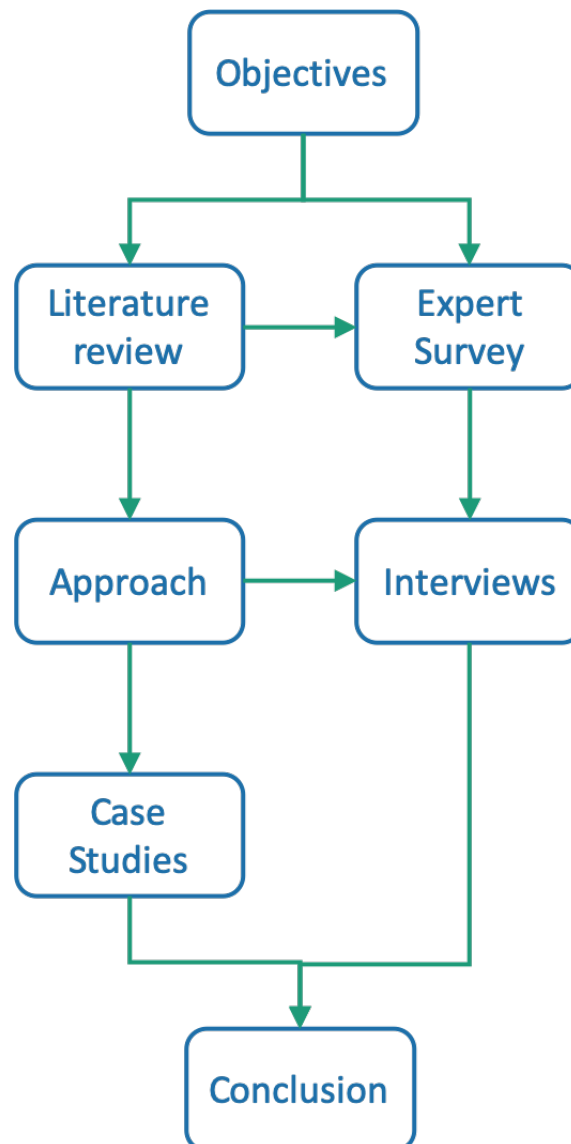 Objectives
Literature
review
Expert
Survey
Approach
Interviews
Case
Studies
Conclusion